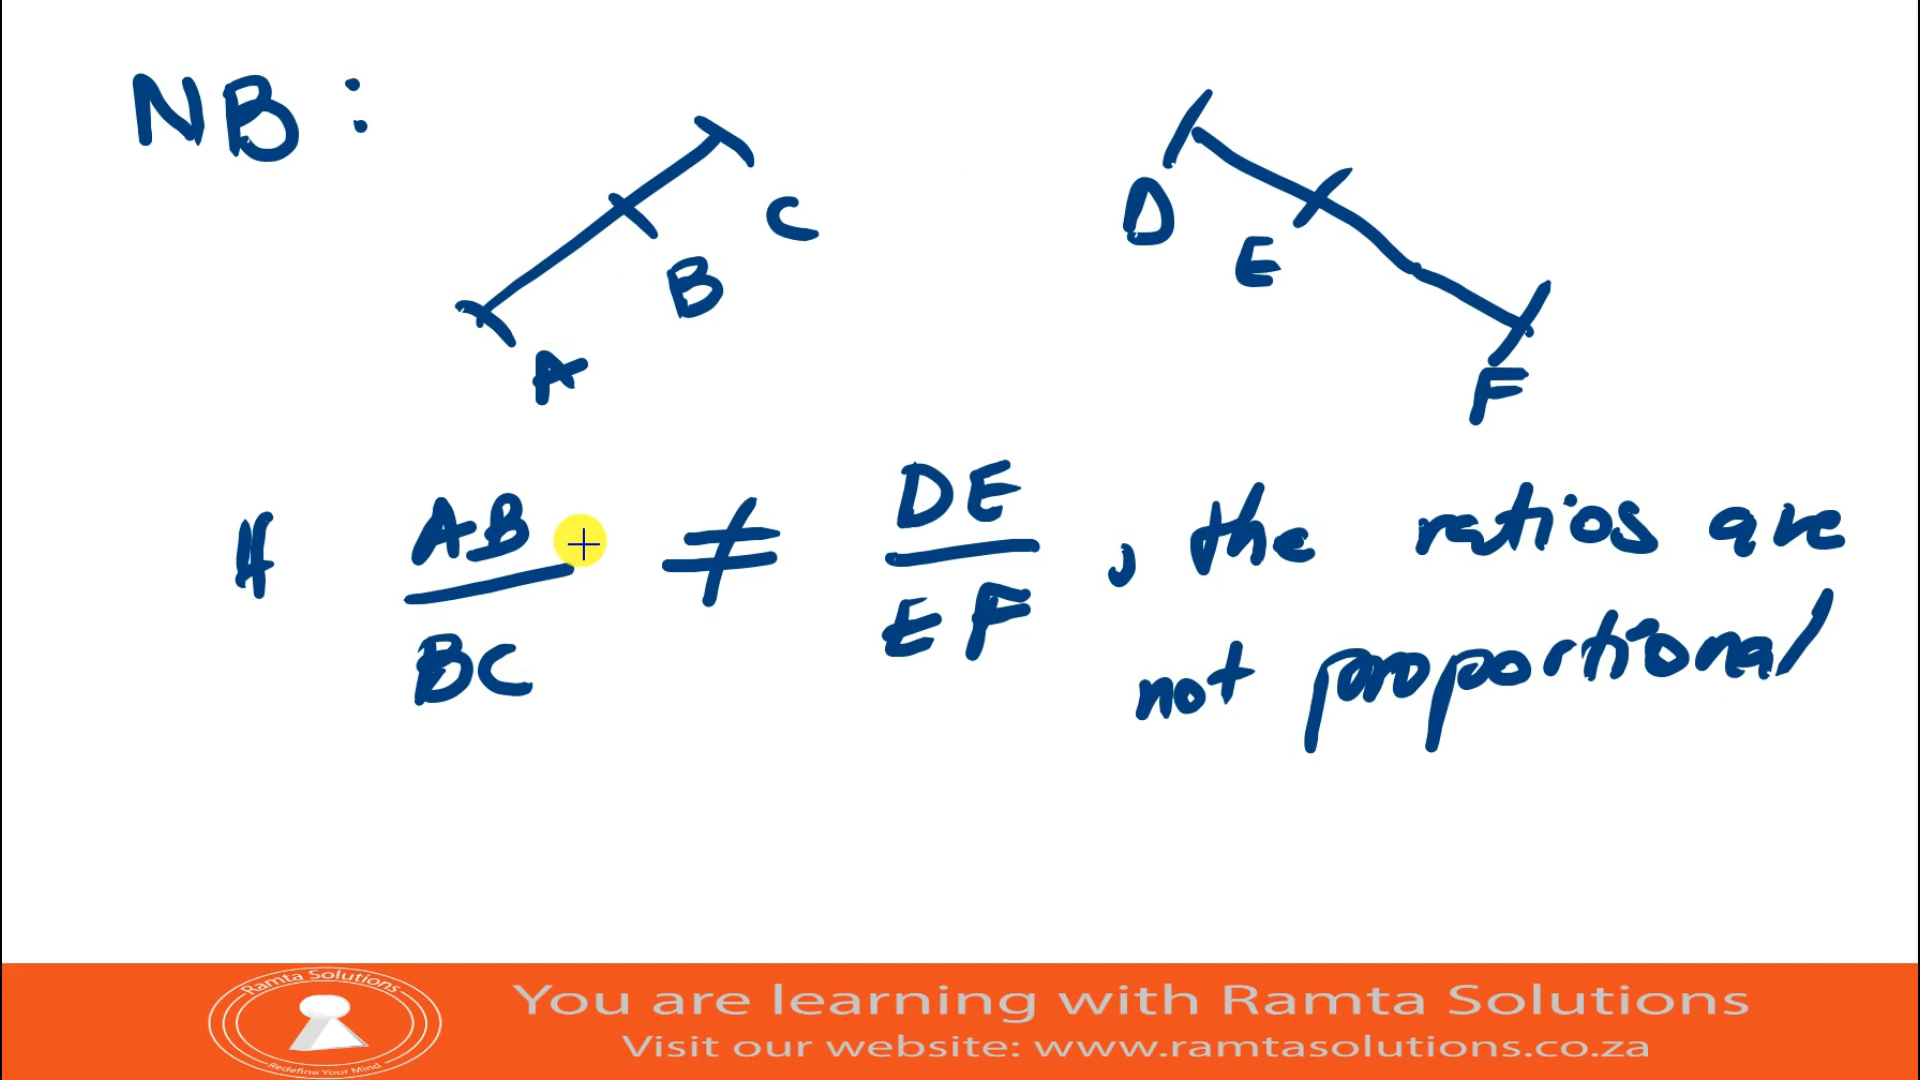 NB :
C
D
B
E
A
F
If AB/BC ≠ DE/EF , the ratios are
not proportional
Ramta Solutions
Redefine Your Mind
You are learning with Ramta Solutions
Visit our website: www.ramtasolutions.co.za